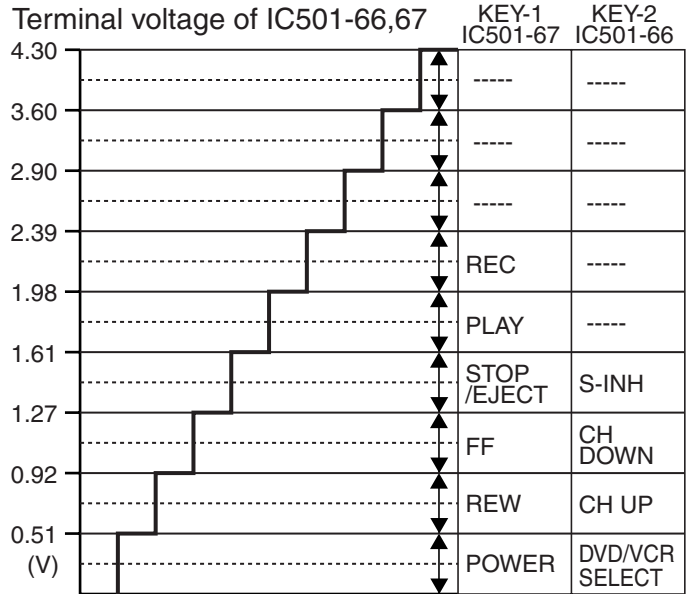 Terminal voltage of IC501-66,67
KEY-1
IC501-67
KEY-2
IC501-66
4.30
----- -----
3.60
----- -----
2.90
----- -----
2.39
REC -----
1.98
PLAY -----
1.61
STOP
/EJECT
S-INH
1.27
FF
CH
DOWN
0.92
REW CH UP
0.51
(V)
POWER
DVD/VCR
SELECT